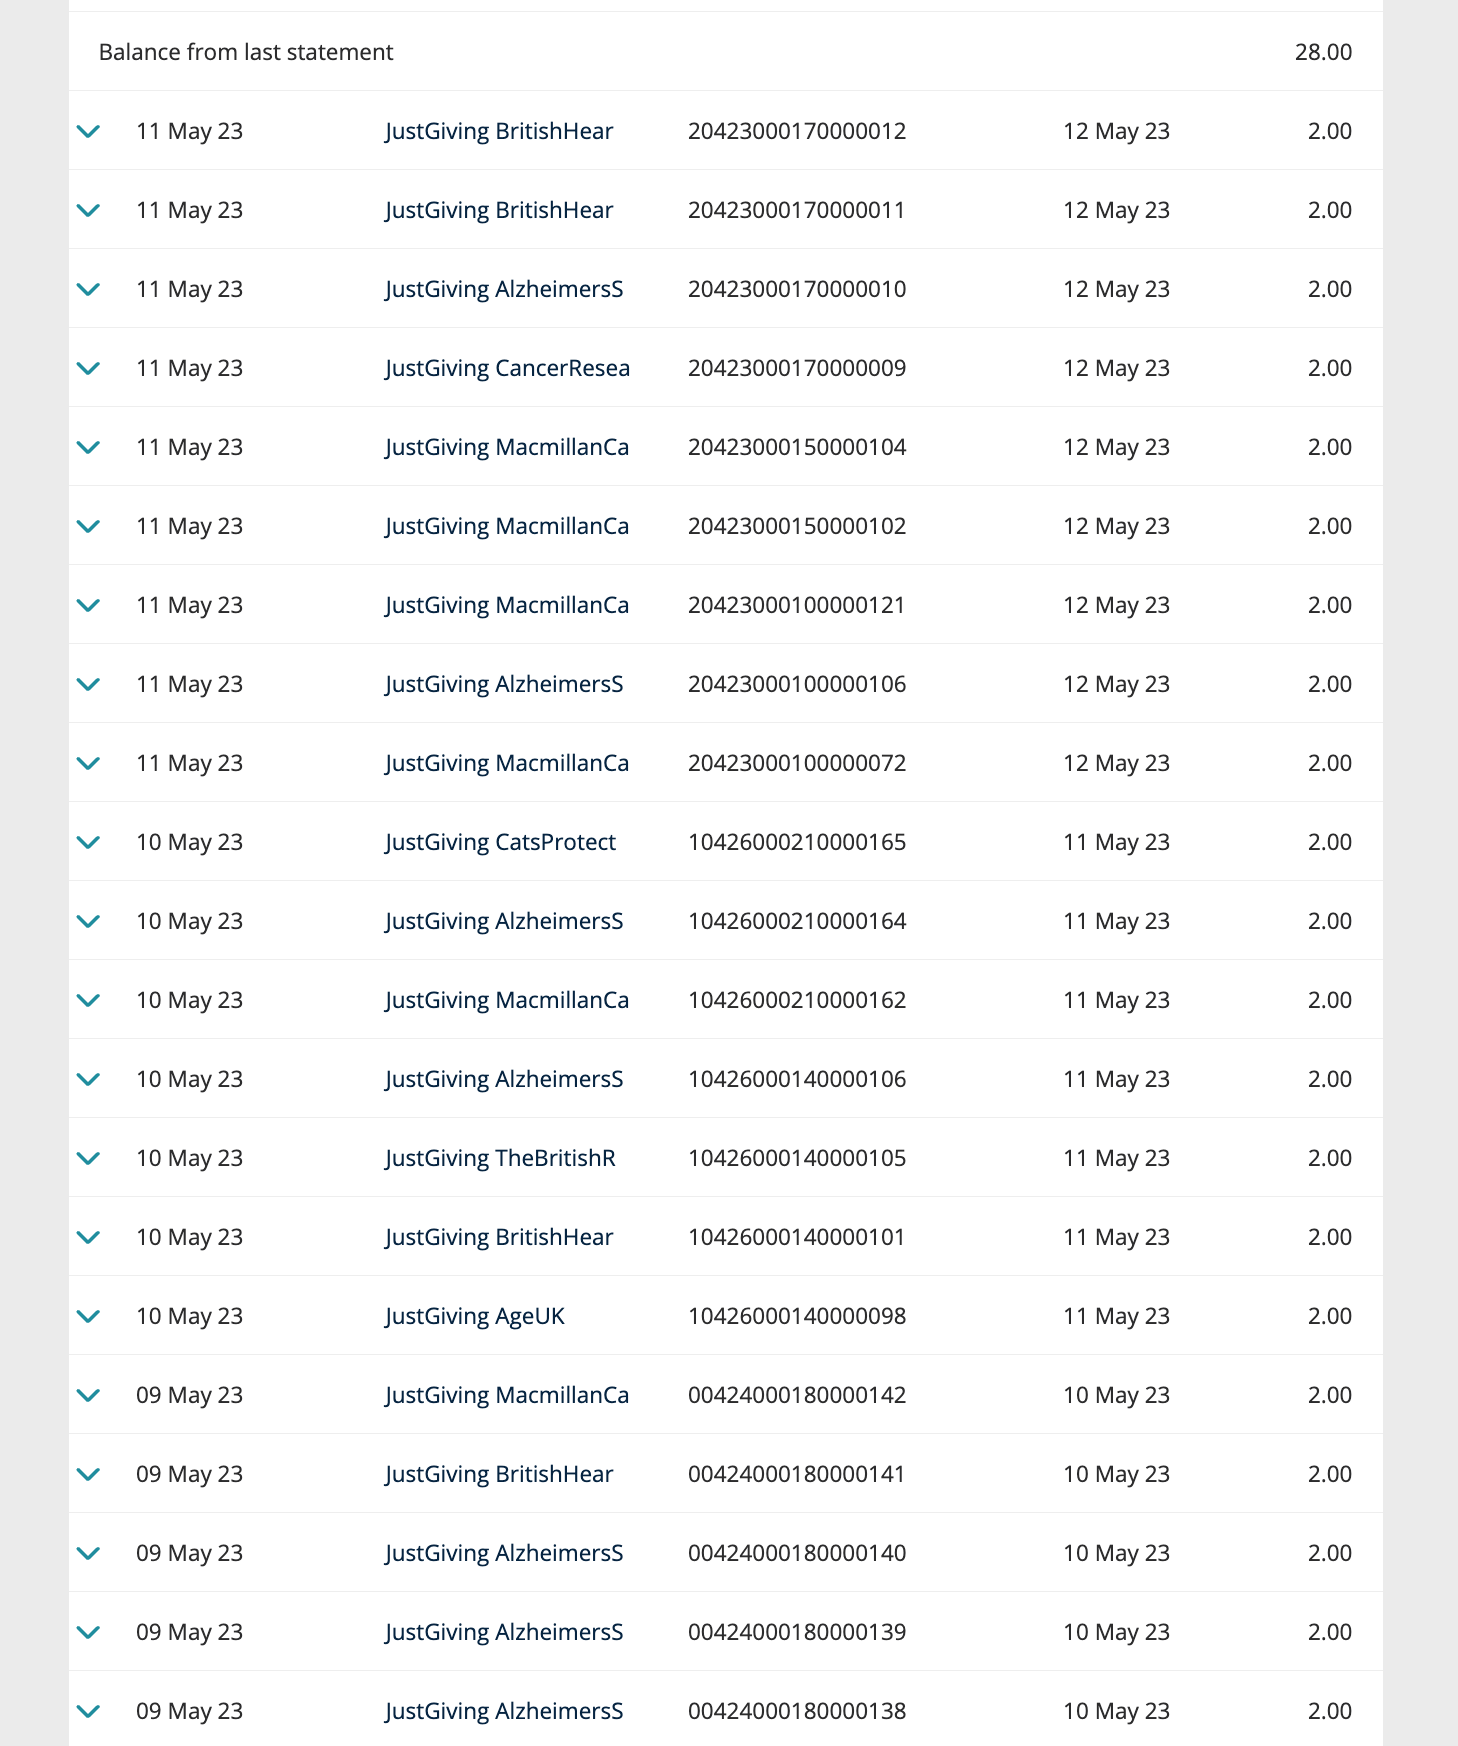 Balance from last statement 28.00
11 May 23 JustGiving BritishHear 20423000170000012 12 May 23 2.00
11 May 23 JustGiving BritishHear 20423000170000011 12 May 23 2.00
11 May 23 JustGiving AlzheimersS 20423000170000010 12 May 23 2.00
11 May 23 JustGiving CancerResea 20423000170000009 12 May 23 2.00
11 May 23 JustGiving MacmillanCa 20423000150000104 12 May 23 2.00
11 May 23 JustGiving MacmillanCa 20423000150000102 12 May 23 2.00
11 May 23 JustGiving MacmillanCa 20423000100000121 12 May 23 2.00
11 May 23 JustGiving AlzheimersS 20423000100000106 12 May 23 2.00
11 May 23 JustGiving MacmillanCa 20423000100000072 12 May 23 2.00
10 May 23 JustGiving CatsProtect 10426000210000165 11 May 23 2.00
10 May 23 JustGiving AlzheimersS 10426000210000164 11 May 23 2.00
10 May 23 JustGiving MacmillanCa 10426000210000162 11 May 23 2.00
10 May 23 JustGiving AlzheimersS 10426000140000106 11 May 23 2.00
10 May 23 JustGiving TheBritishR 10426000140000105 11 May 23 2.00
10 May 23 JustGiving BritishHear 10426000140000101 11 May 23 2.00
10 May 23 JustGiving AgeUK 10426000140000098 11 May 23 2.00
09 May 23 JustGiving MacmillanCa 00424000180000142 10 May 23 2.00
09 May 23 JustGiving BritishHear 00424000180000141 10 May 23 2.00
09 May 23 JustGiving AlzheimersS 00424000180000140 10 May 23 2.00
09 May 23 JustGiving AlzheimersS 00424000180000139 10 May 23 2.00
09 May 23 JustGiving AlzheimersS 00424000180000138 10 May 23 2.00